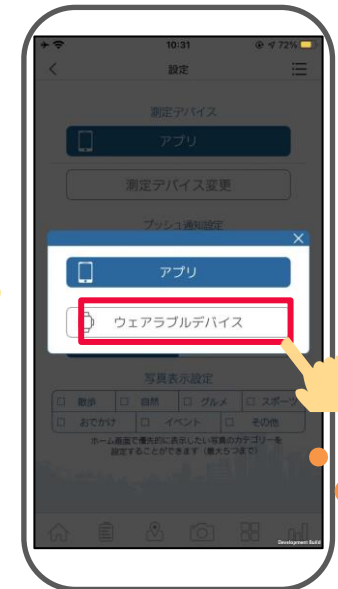 10:31 72%
設定
測定デバイス
アプリ
測定デバイス変更
プッシュ通知設定
アプリ
ウェアラブルデバイス
写真表示設定
散歩 自然 グルメ スポーツ
おでかけ イベント その他
ホーム画面で優先的に表示したい写真のカテゴリーを
設定することができます（最大5つまで）
Development Build